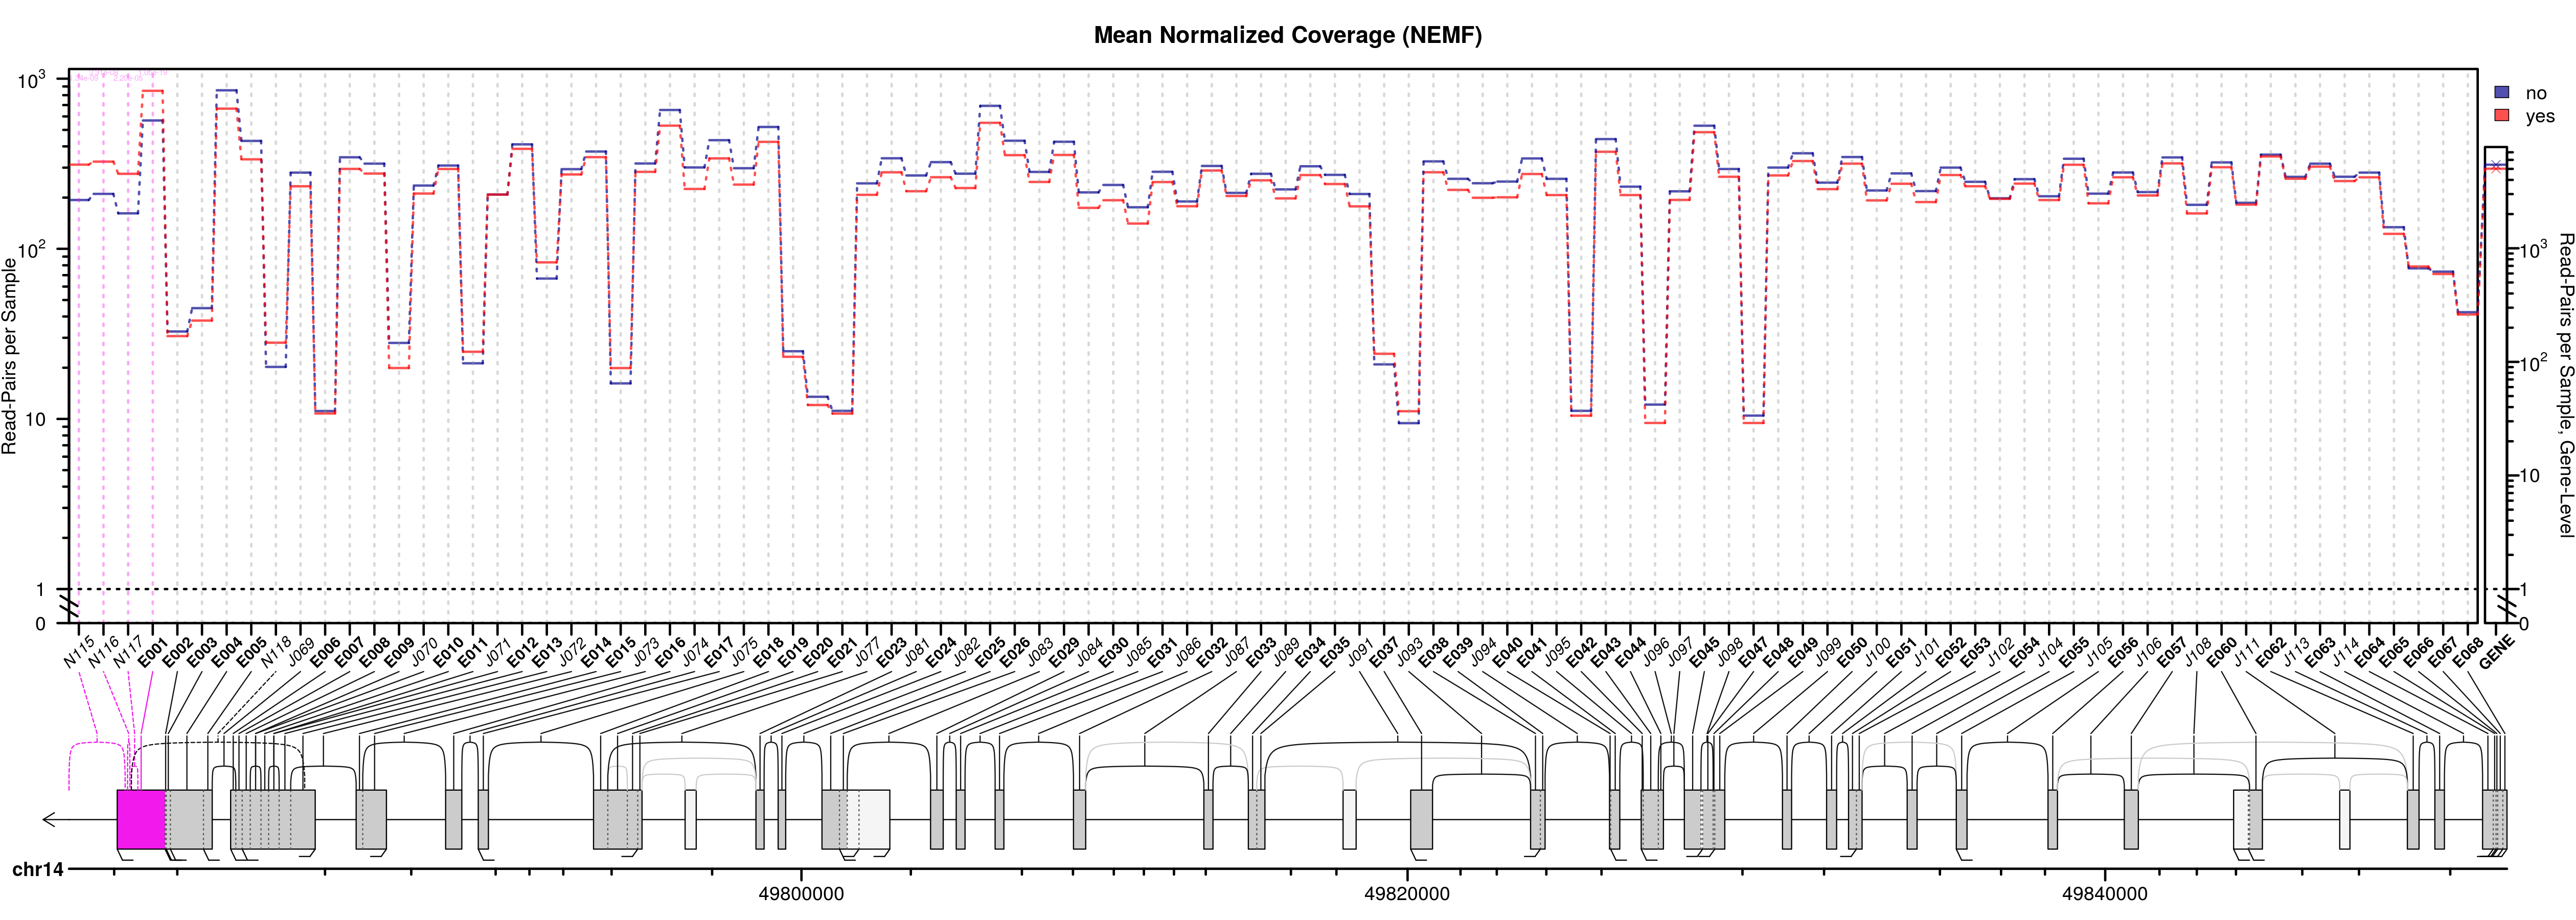 Mean Normalized Coverage (NEMF)
10³
10²
10
1
0
Read-Pairs per Sample
no
yes
10³
10²
10
1
0
Read-Pairs per Sample, Gene-Level
N115 N116 N117 E001 E002 E003 E004 E005 N118 J069 E006 E007 E008 E009 J070 E010 E011 J071 E012 E013 J072 E014 E015 J073 E016 J074 E017 J075 E018 E019 E020 E021 J077 E023 J081 E024 J082 E025 E026 J083 E029 J084 E030 J085 E031 J086 E032 J087 E033 J089 E034 E035 J091 E037 J093 E038 E039 J094 E040 E041 J095 E042 E043 E044 J096 J097 E045 J098 E047 E048 E049 J099 E050 J100 E051 J101 E052 E053 J102 E054 J104 E055 J105 E056 J106 E057 J108 E060 J111 E062 J113 E063 J114 E064 E065 E066 E067 E068 GENE
chr14
49800000 49820000 49840000